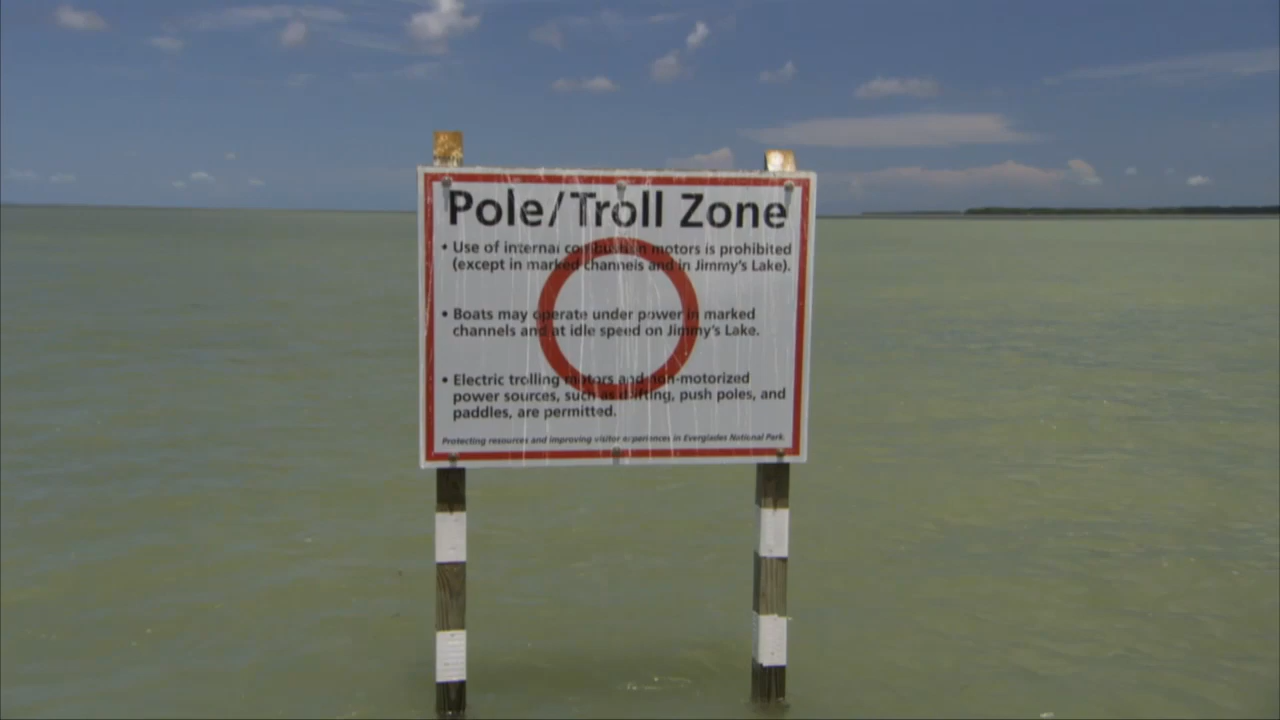 Pole/Troll Zone
• Use of internal combustion motors is prohibited
(except in marked channels and in Jimmy's Lake).
• Boats may operate under power in marked
channels and at idle speed on Jimmy's Lake.
• Electric trolling motors and non-motorized
power sources, such as drifting, push poles, and
paddles, are permitted.
Protecting resources and improving visitor experiences in Everglades National Park.